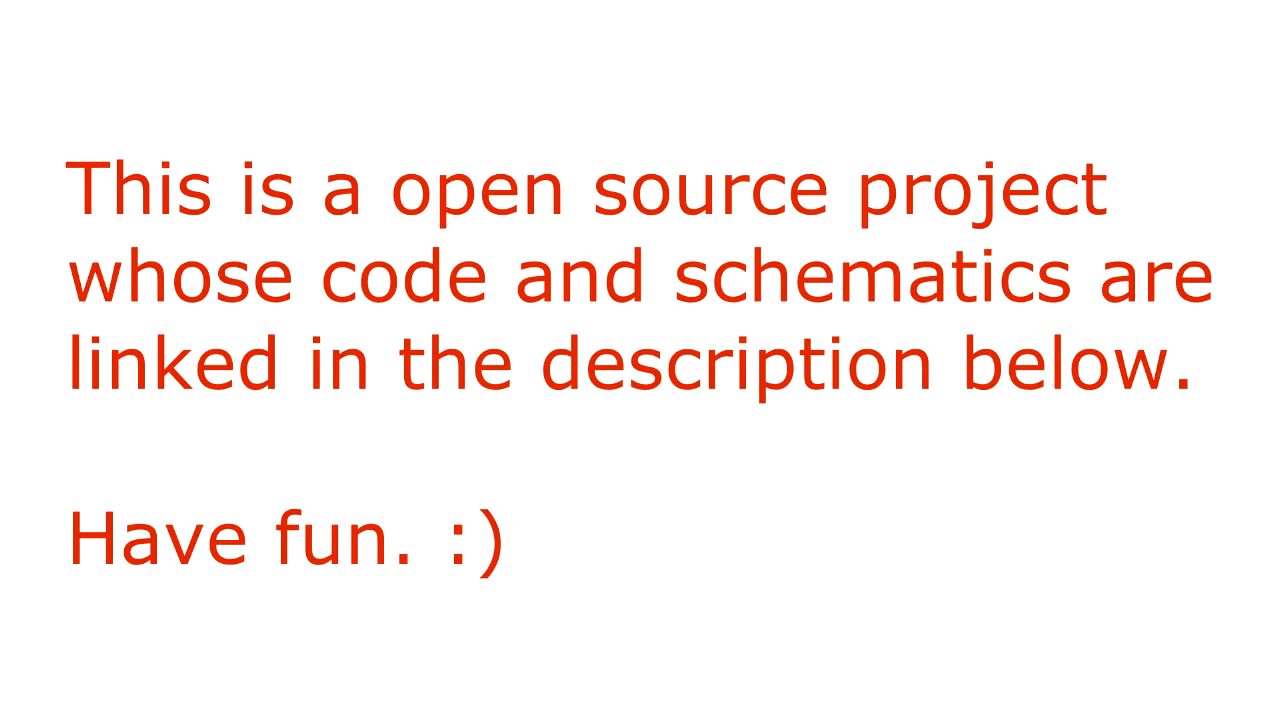 This is a open source project
whose code and schematics are
linked in the description below.
Have fun. :)